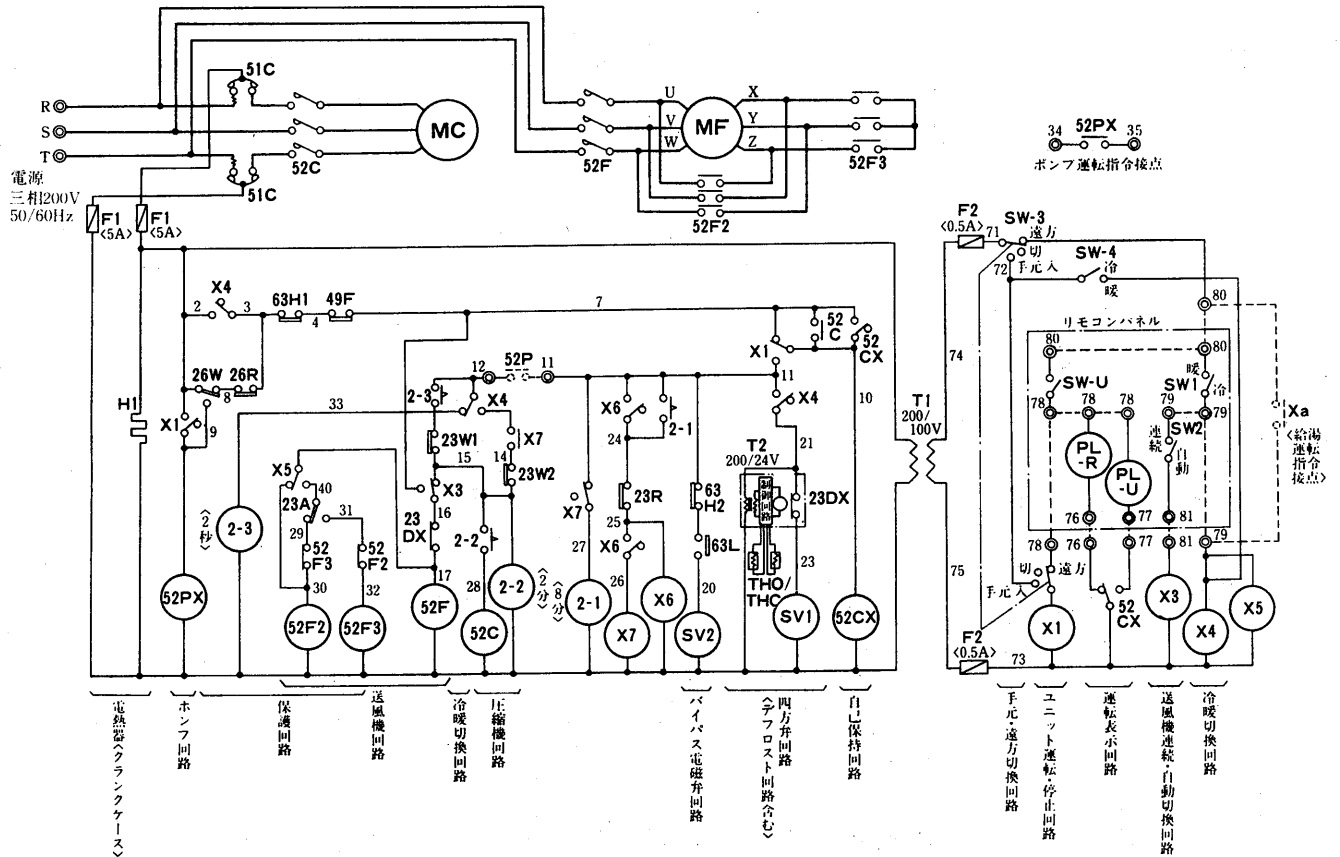 51C
R
S
T
電源
三相200V
50/60Hz
51C
52C
MC
F1
<5A>
F1
<5A>
52F
U
V
W
MF
X
Y
Z
52F3
52F2
34
52PX
35
ポンプ運転指令接点
F2
<0.5A>
71
SW-3
遠方
切
手元入
72
SW-4
冷
暖
80
リモコンパネル
80
80
SW-U
暖
SW1
冷
78
78
78
79
79
SW2
連続
自動
PL-R
PL-U
76
77
81
78
76
77
81
79
Xa
<給湯運転指令接点>
切
遠方
手元入
52CX
X1
X3
X4
X5
F2
<0.5A>
73
74
75
T1
200/100V
X4
2
3
63H1
4
49F
7
26W
26R
8
X1
9
H1
12
52P
11
2-3
X4
33
23W1
15
X7
14
23W2
X5
40
23A
29
31
X3
16
23DX
2-2
52F3
52F2
30
32
17
28
2-3
<2秒>
52PX
52F2
52F3
52F
52C
2-2
<2分>
X6
2-1
24
23R
25
X7
27
X6
26
63H2
63L
20
2-1
<8分>
X7
X6
SV2
X1
52C
52CX
11
X4
10
21
T2
200/24V
制御回路
23DX
23
THO/THC
SV1
52CX
電熱器<クランクケース>
ポンプ回路
保護回路
送風機回路
冷暖切換回路
圧縮機回路
バイパス電磁弁回路
四方弁回路
<デフロスト回路含む>
自己保持回路
手元・遠方切換回路
ユニット運転・停止回路
運転表示回路
送風機連続・自動切換回路
冷暖切換回路